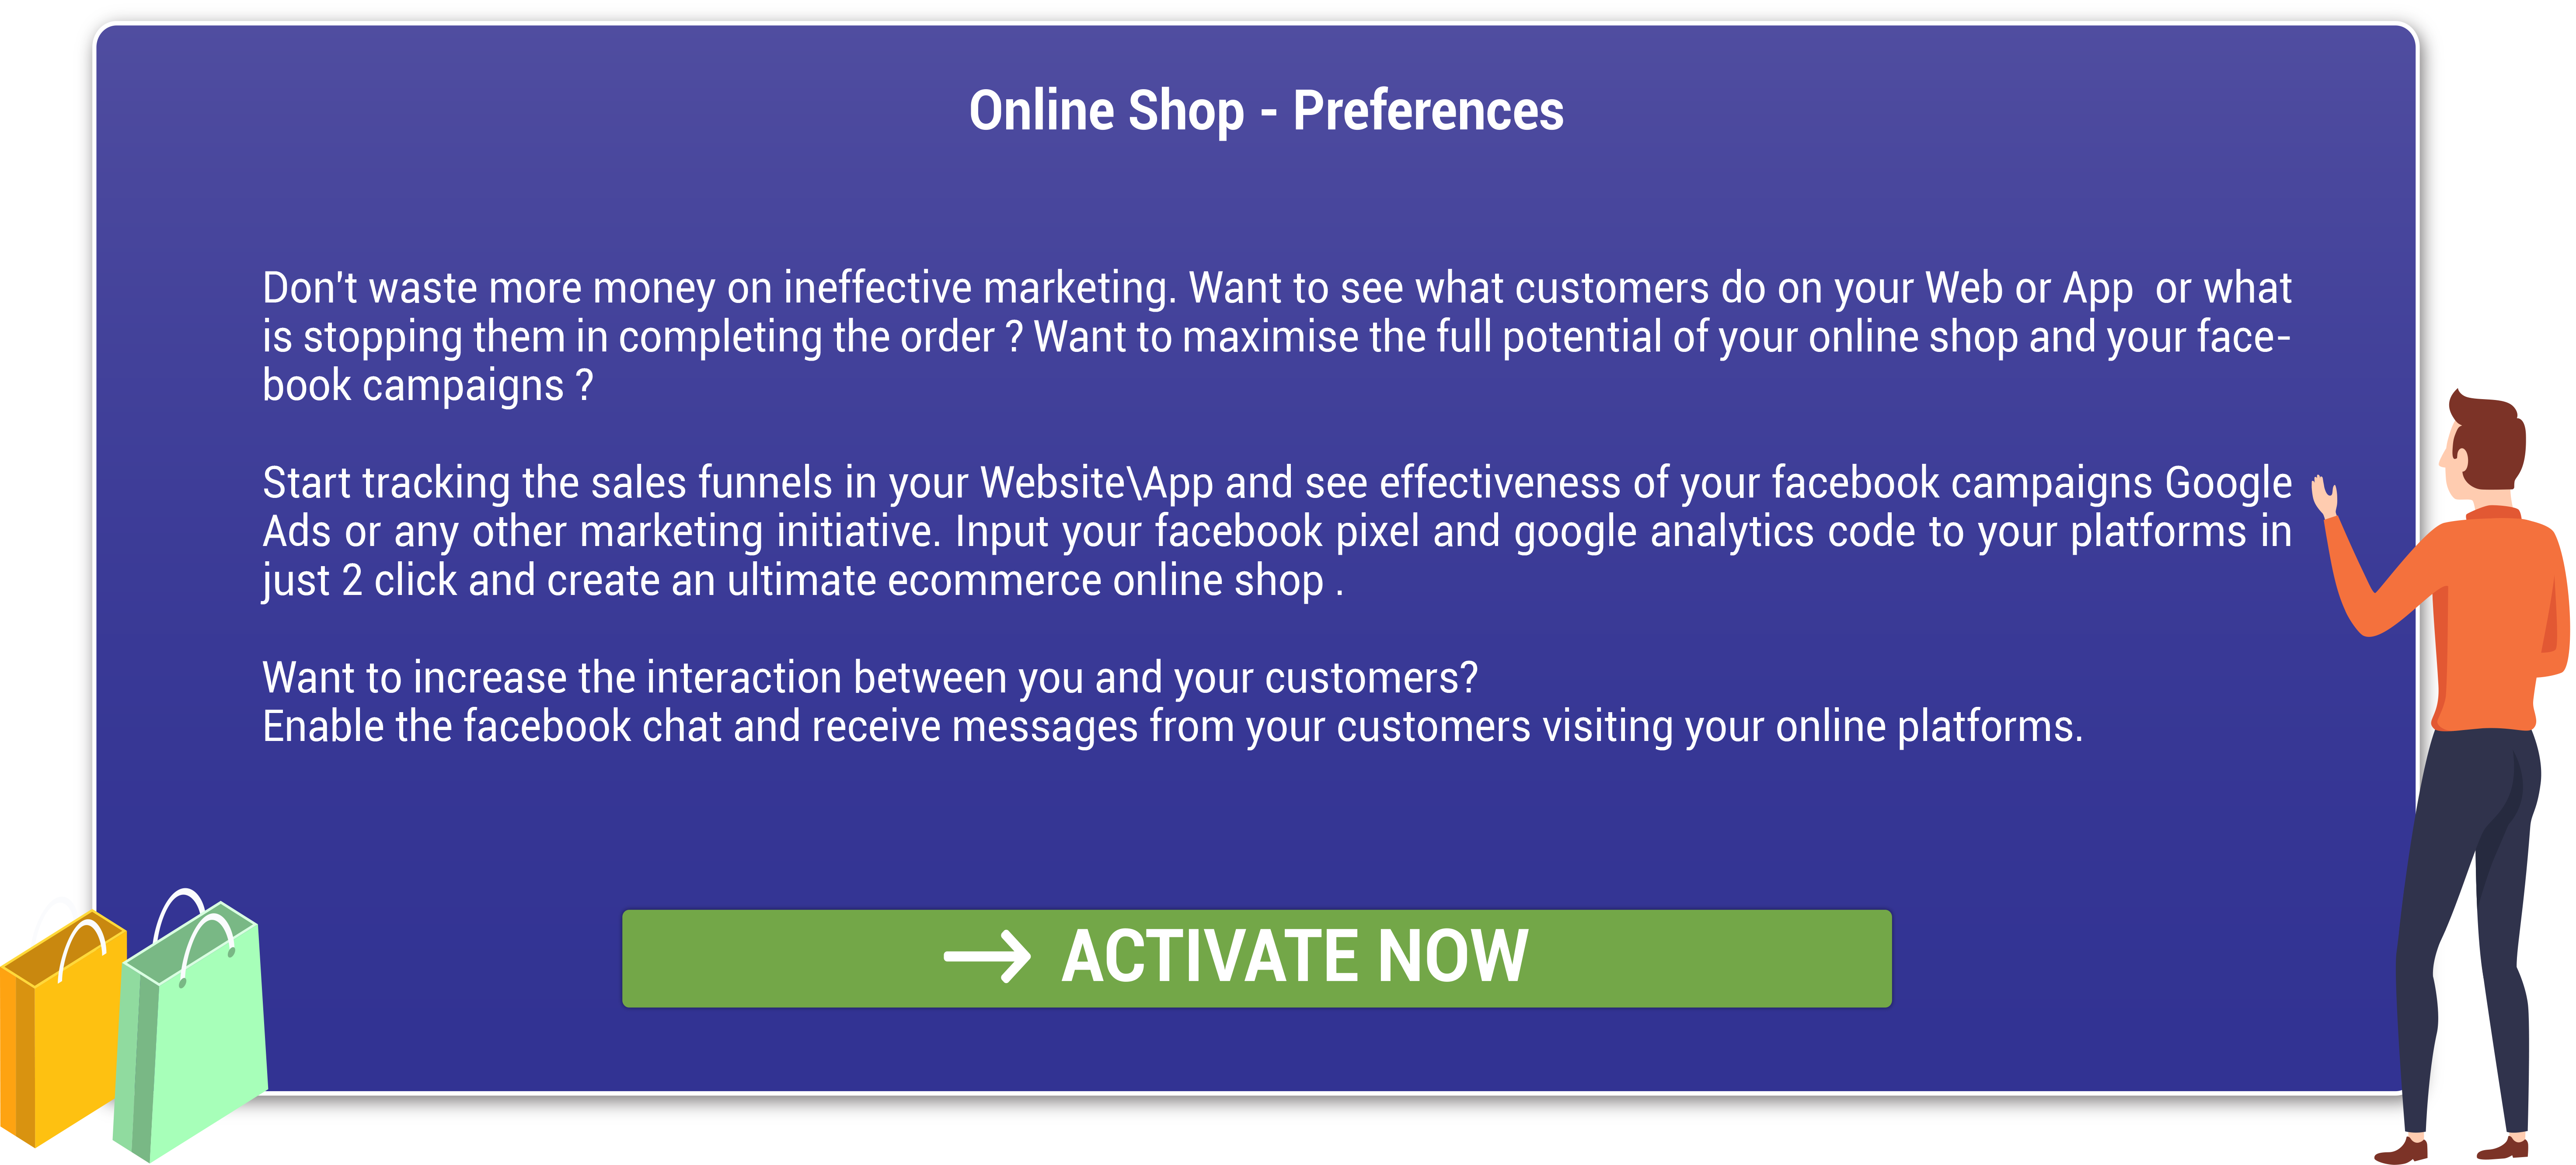 Online Shop - Preferences
Don't waste more money on ineffective marketing. Want to see what customers do on your Web or App  or what
is stopping them in completing the order ? Want to maximise the full potential of your online shop and your face-
book campaigns ?
Start tracking the sales funnels in your Website\App and see effectiveness of your facebook campaigns Google
Ads or any other marketing initiative. Input your facebook pixel and google analytics code to your platforms in
just 2 click and create an ultimate ecommerce online shop .
Want to increase the interaction between you and your customers?
Enable the facebook chat and receive messages from your customers visiting your online platforms.
→ ACTIVATE NOW